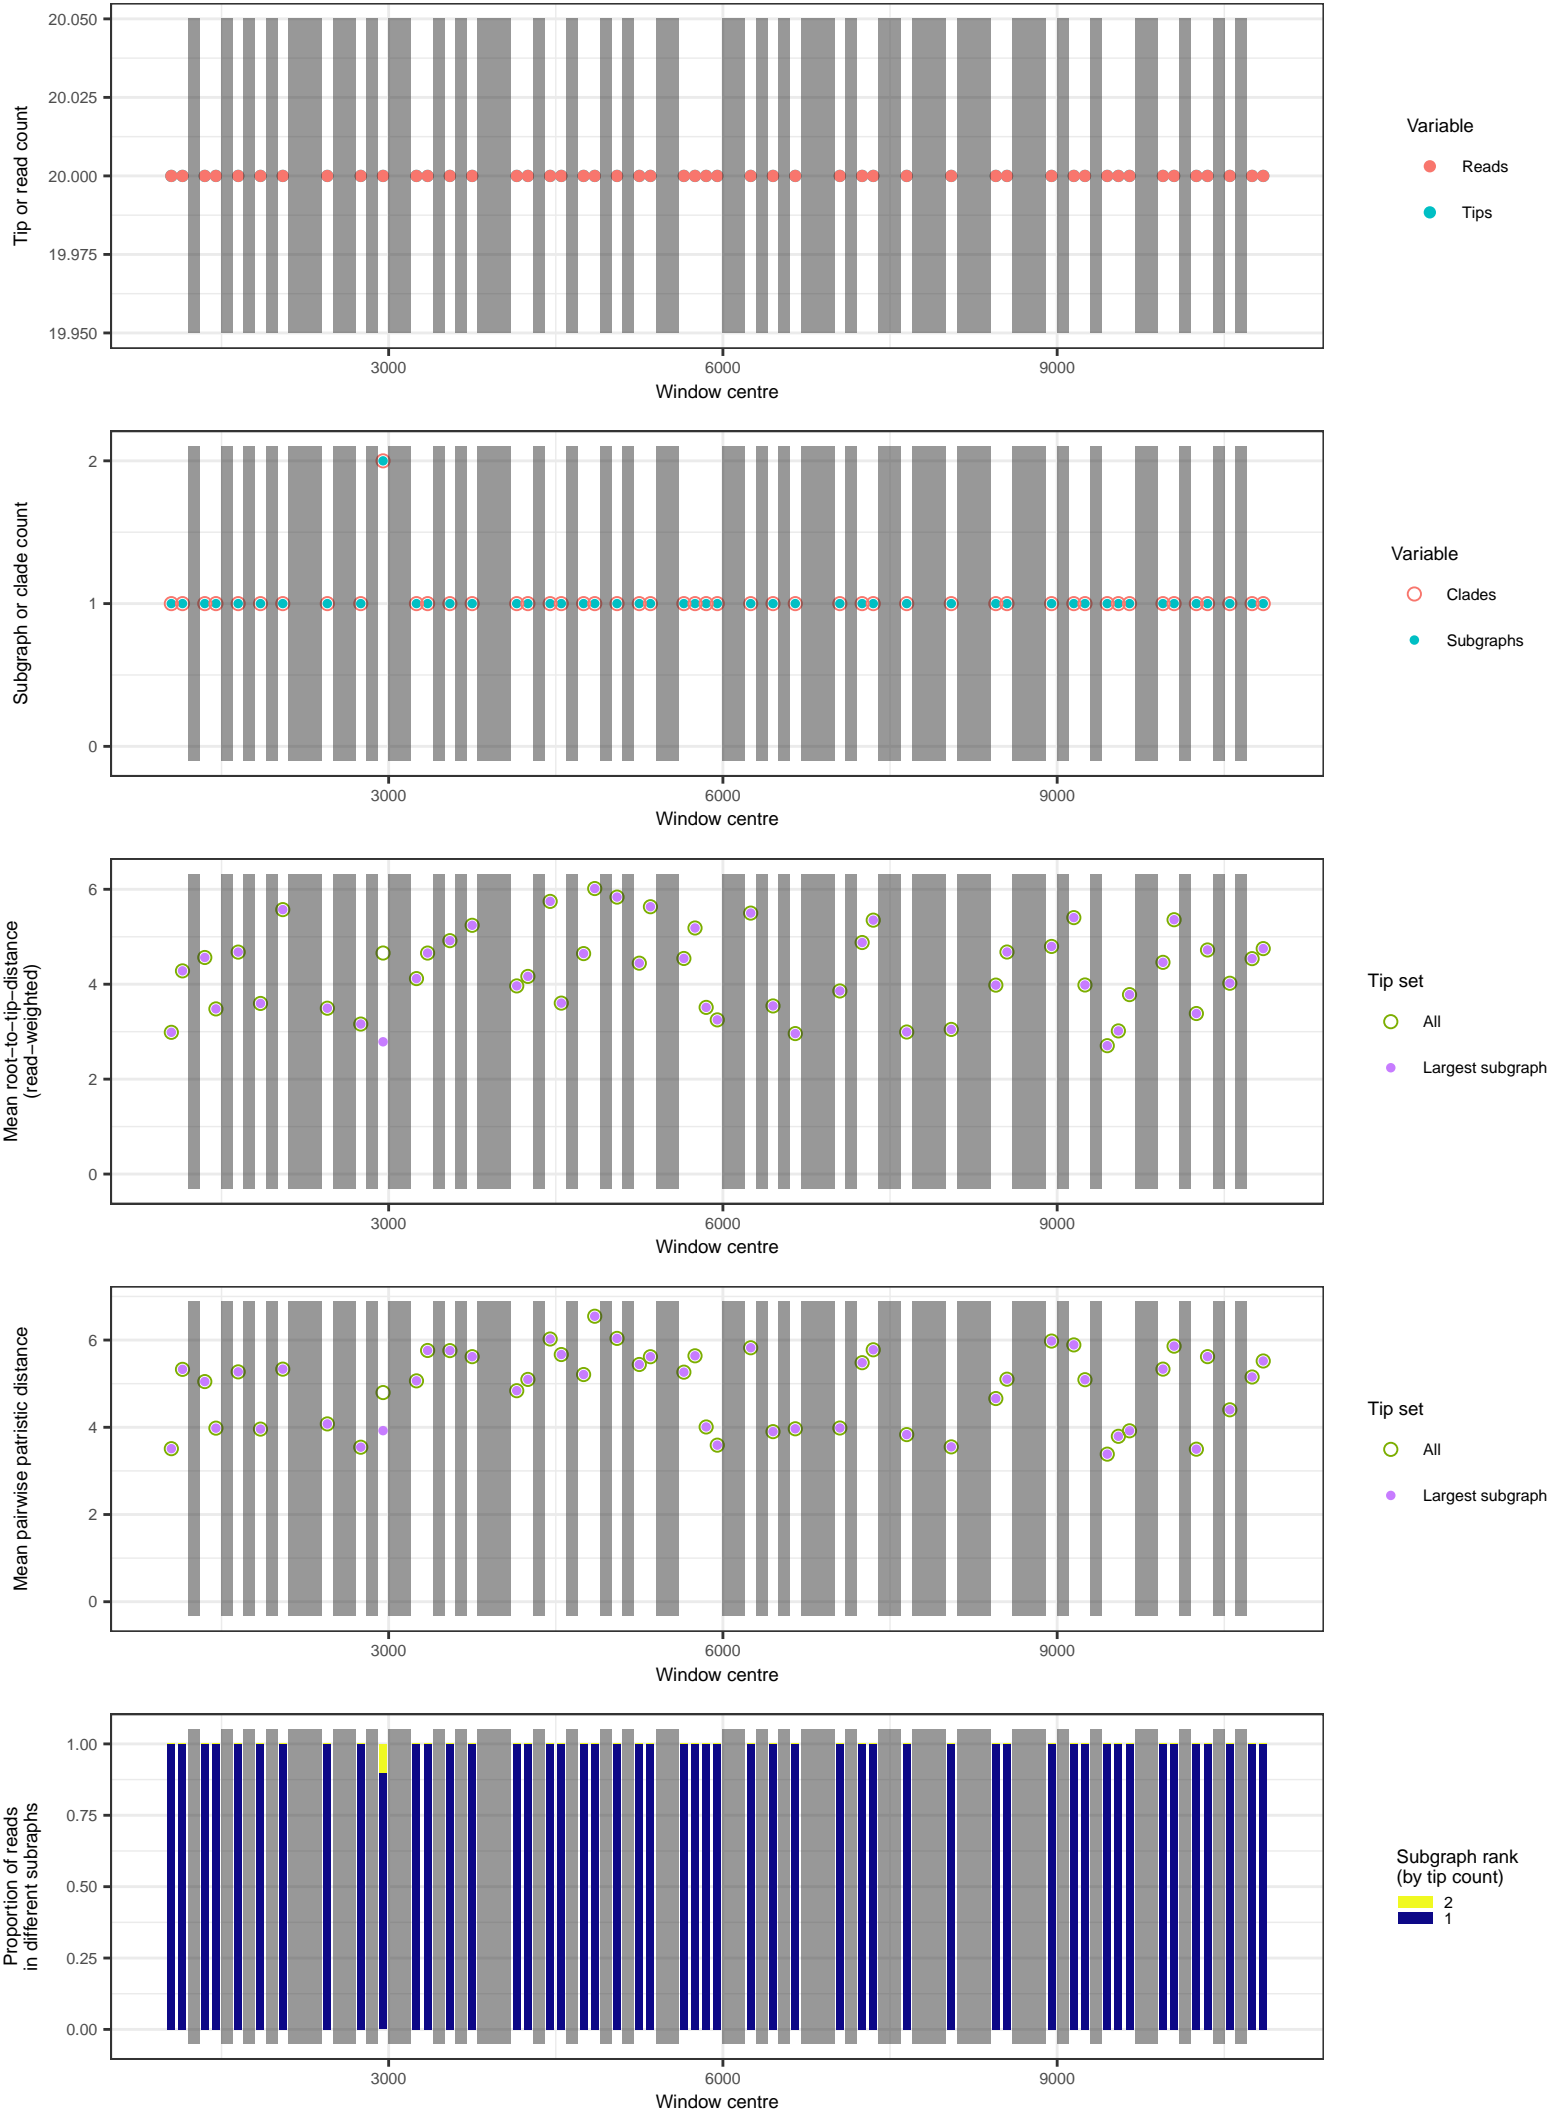 20.050
20.025
20.000
19.975
19.950
Tip or read count
3000
6000
9000
Window centre
Variable
Reads
Tips
2
1
0
Subgraph or clade count
3000
6000
9000
Window centre
Variable
Clades
Subgraphs
6
4
2
0
Mean root−to−tip−distance
(read−weighted)
3000
6000
9000
Window centre
Tip set
All
Largest subgraph
6
4
2
0
Mean pairwise patristic distance
3000
6000
9000
Window centre
Tip set
All
Largest subgraph
1.00
0.75
0.50
0.25
0.00
Proportion of reads
in different subraphs
3000
6000
9000
Window centre
Subgraph rank
(by tip count)
2
1